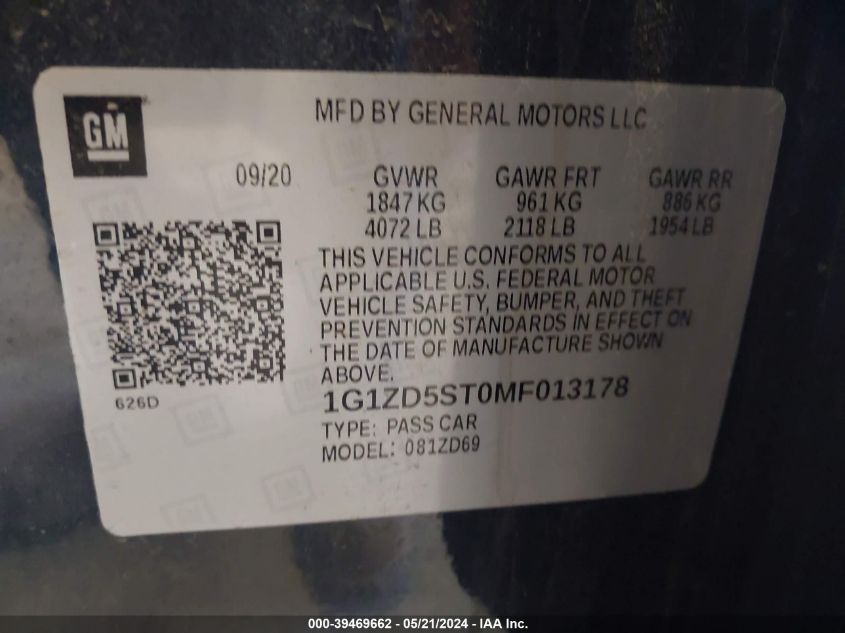 GM
MFD BY GENERAL MOTORS LLC
09/20 GVWR GAWR FRT GAWR RR
1847 KG 961 KG 886 KG
4072 LB 2118 LB 1954 LB
THIS VEHICLE CONFORMS TO ALL
APPLICABLE U.S. FEDERAL MOTOR
VEHICLE SAFETY, BUMPER, AND THEFT
PREVENTION STANDARDS IN EFFECT ON
THE DATE OF MANUFACTURE SHOWN
ABOVE.
626D
1G1ZD5ST0MF013178
TYPE: PASS CAR
MODEL: 081ZD69
000-39469662 - 05/21/2024 - IAA Inc.